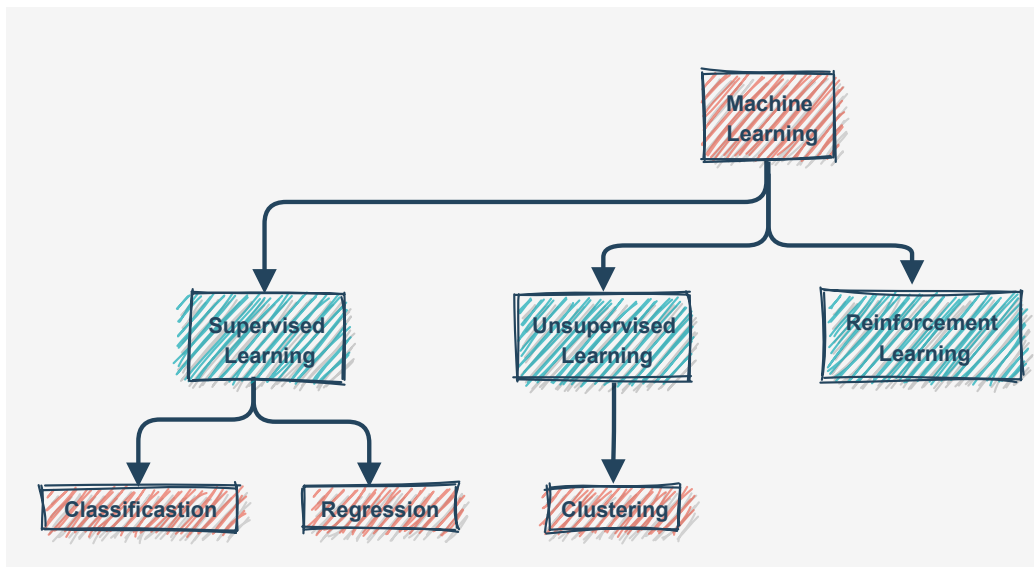 Machine
Learning
Supervised
Learning
Unsupervised
Learning
Reinforcement
Learning
Classificastion
Regression
Clustering